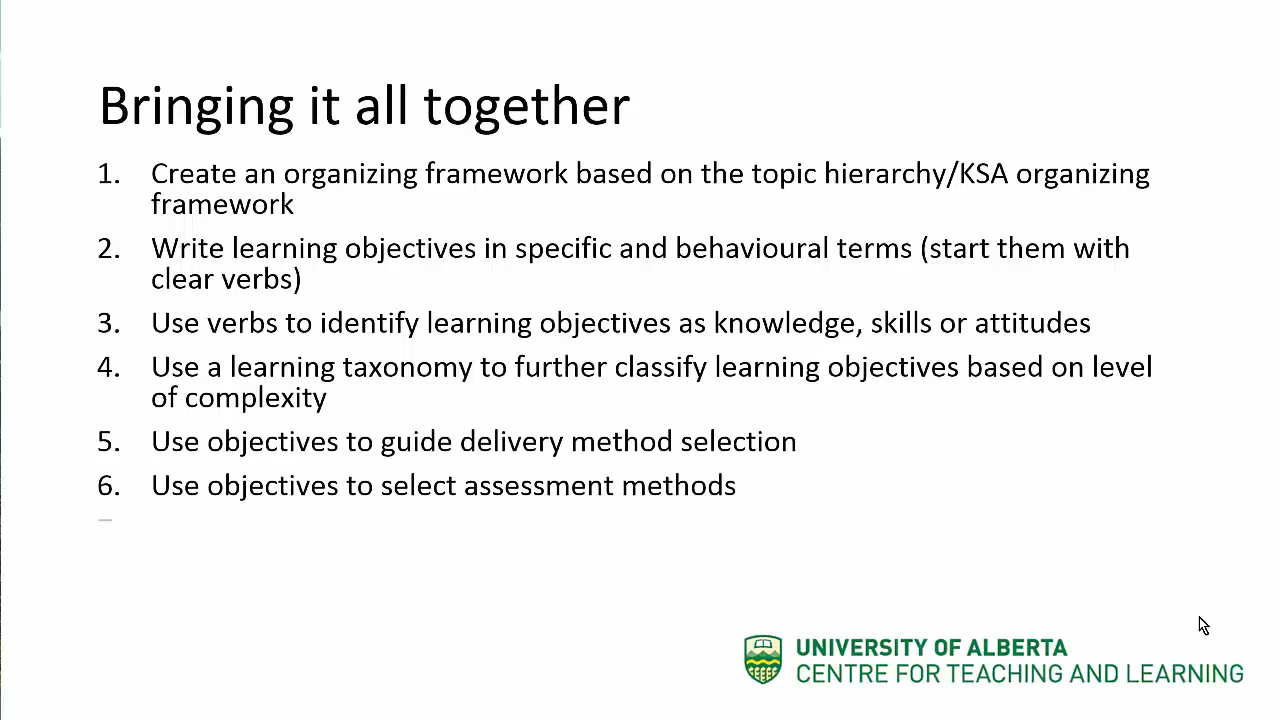 Bringing it all together
1. Create an organizing framework based on the topic hierarchy/KSA organizing
framework
2. Write learning objectives in specific and behavioural terms (start them with
clear verbs)
3. Use verbs to identify learning objectives as knowledge, skills or attitudes
4. Use a learning taxonomy to further classify learning objectives based on level
of complexity
5. Use objectives to guide delivery method selection
6. Use objectives to select assessment methods
–
UNIVERSITY OF ALBERTA
CENTRE FOR TEACHING AND LEARNING